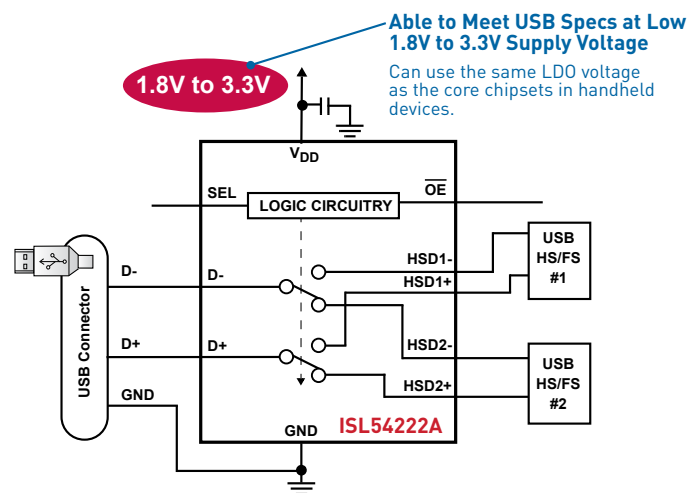 Able to Meet USB Specs at Low
1.8V to 3.3V Supply Voltage
Can use the same LDO voltage
as the core chipsets in handheld
devices.
1.8V to 3.3V
VDD
SEL
LOGIC CIRCUITRY
OE
USB Connector
D-
D+
GND
D-
D+
HSD1-
HSD1+
HSD2-
HSD2+
USB
HS/FS
#1
USB
HS/FS
#2
GND
ISL54222A